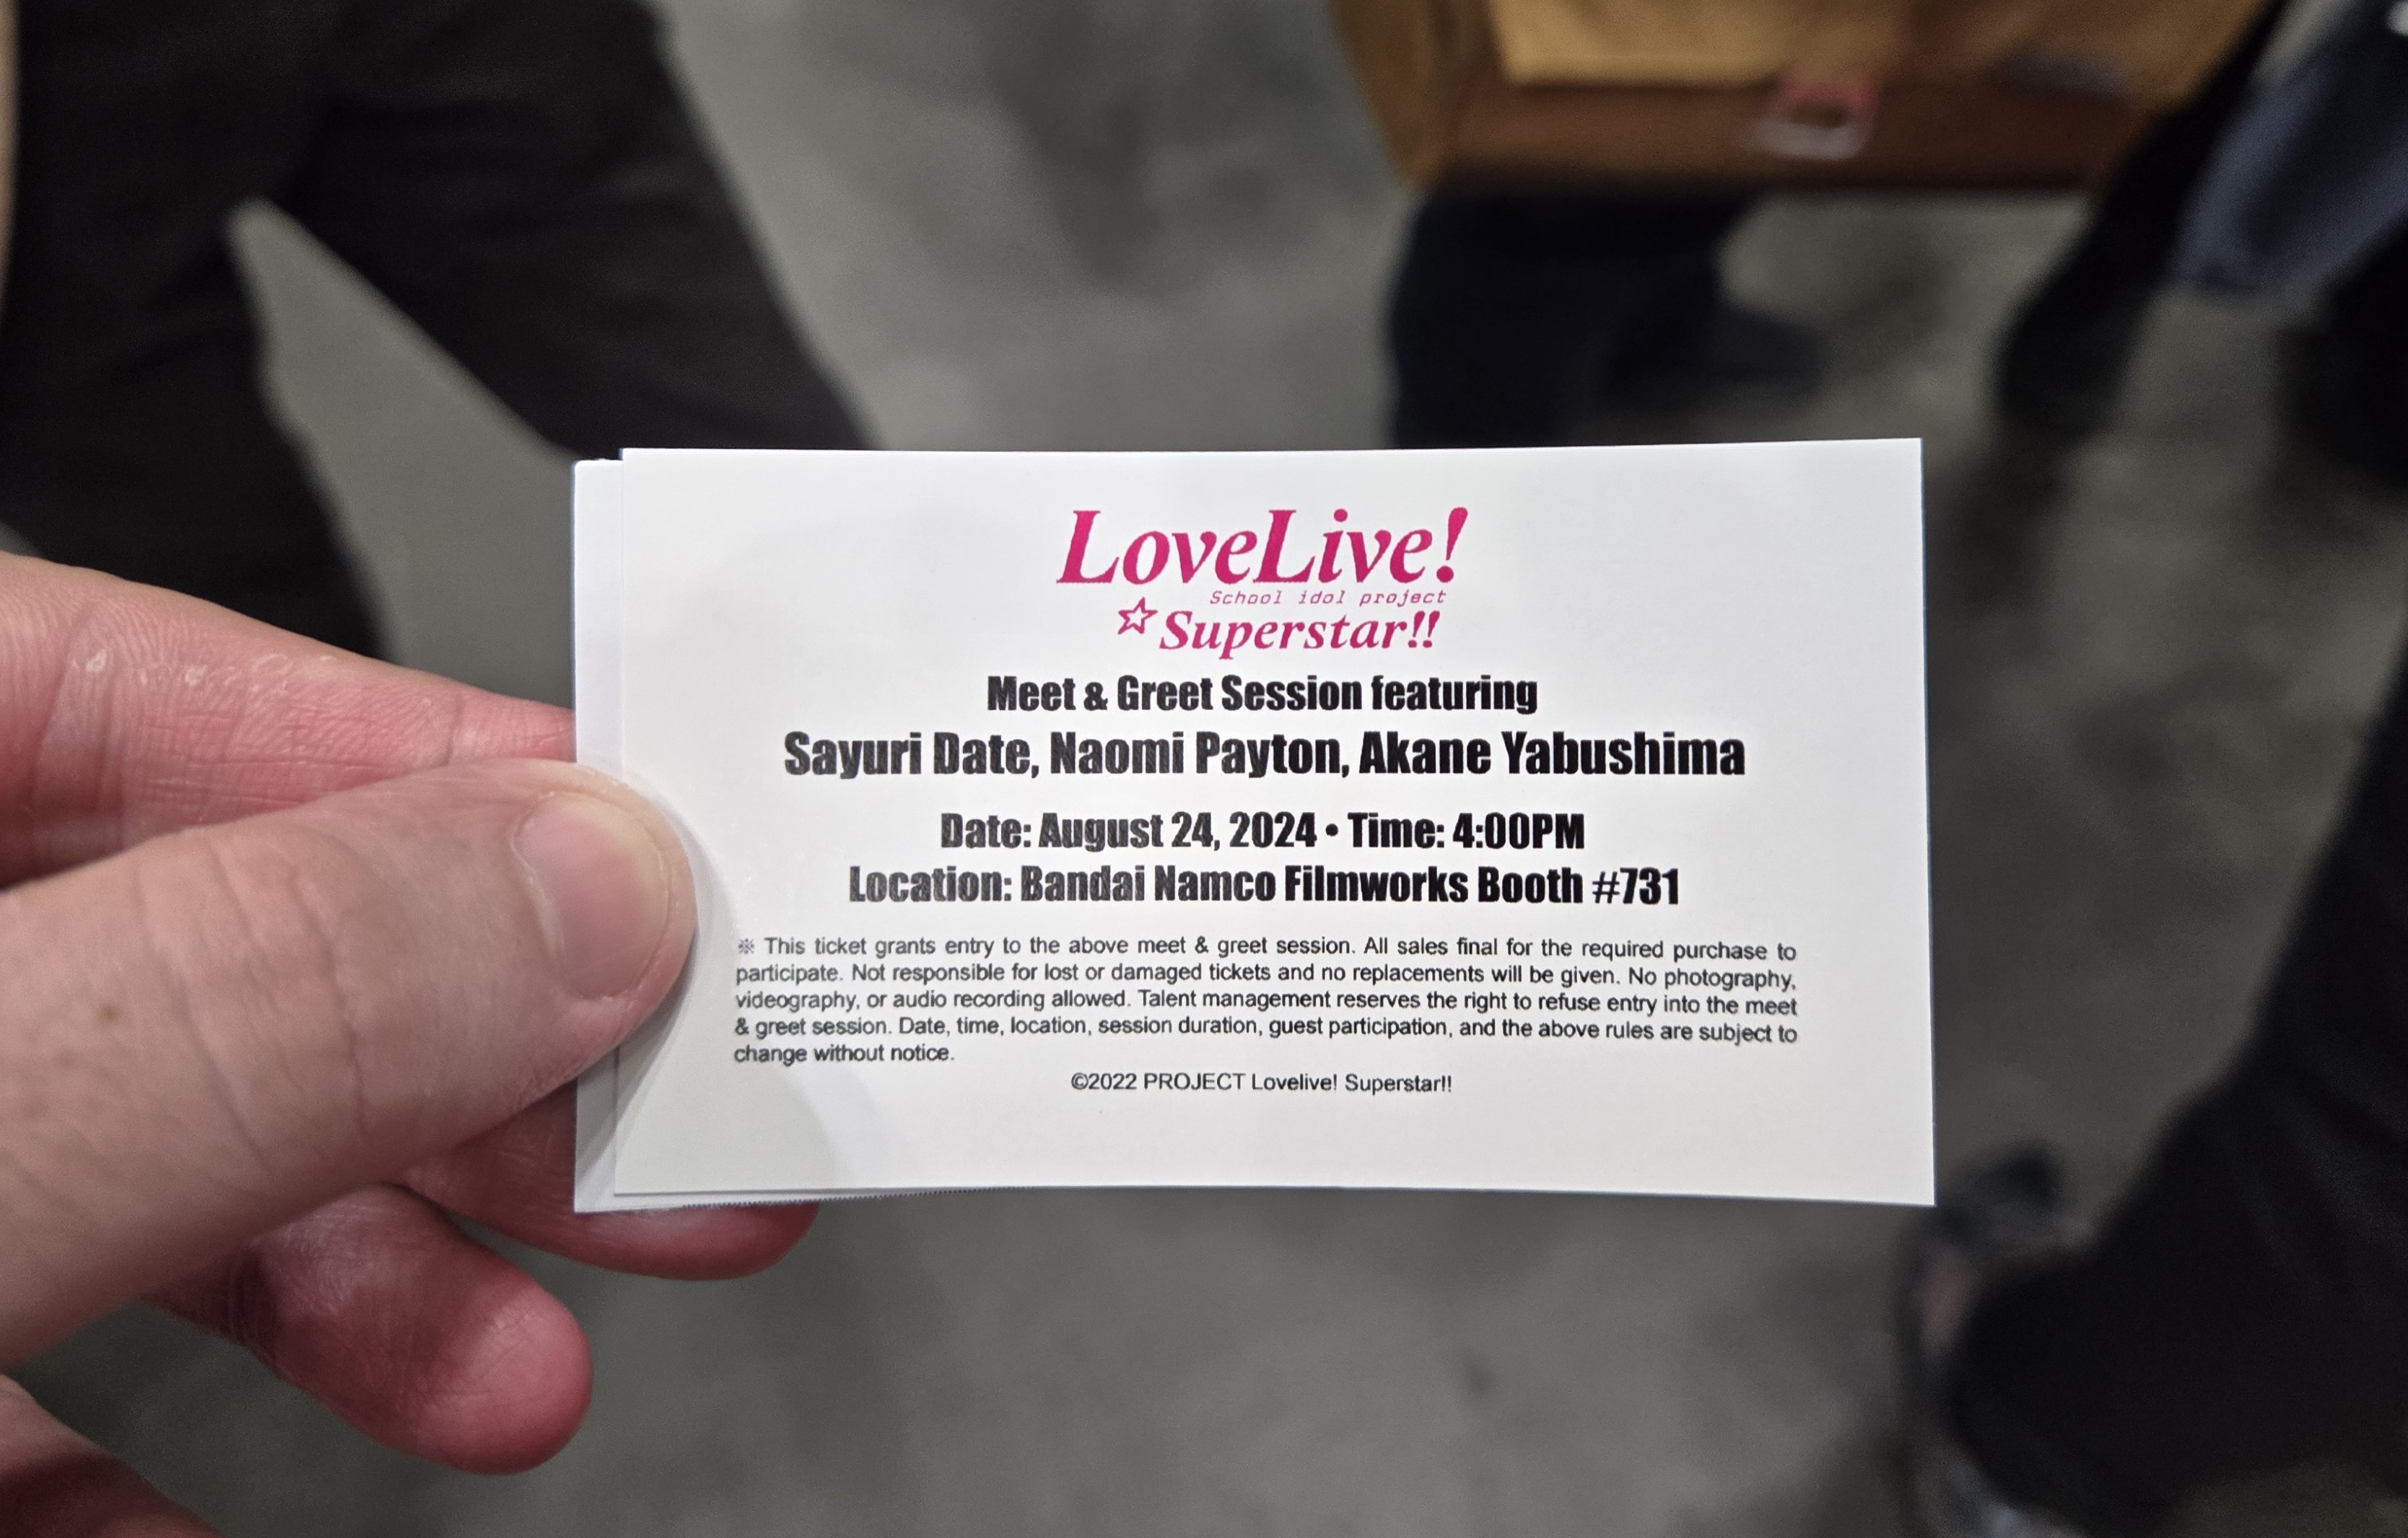 LoveLive!
School idol project
☆Superstar!!
Meet & Greet Session featuring
Sayuri Date, Naomi Payton, Akane Yabushima
Date: August 24, 2024 • Time: 4:00PM
Location: Bandai Namco Filmworks Booth #731
※ This ticket grants entry to the above meet & greet session. All sales final for the required purchase to
participate. Not responsible for lost or damaged tickets and no replacements will be given. No photography,
videography, or audio recording allowed. Talent management reserves the right to refuse entry into the meet
& greet session. Date, time, location, session duration, guest participation, and the above rules are subject to
change without notice.
©2022 PROJECT Lovelive! Superstar!!